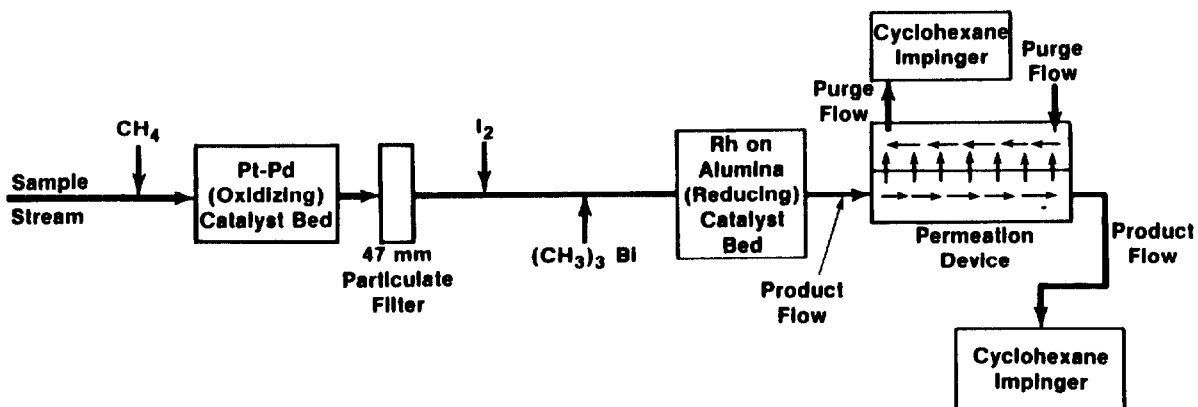 Cyclohexane
Impinger
Purge
Flow
Purge
Flow
CH₄
I₂
Sample
Stream
Pt-Pd
(Oxidizing)
Catalyst Bed
47 mm
Particulate
Filter
(CH₃)₃ Bi
Rh on
Alumina
(Reducing)
Catalyst
Bed
Product
Flow
Permeation
Device
Product
Flow
Cyclohexane
Impinger